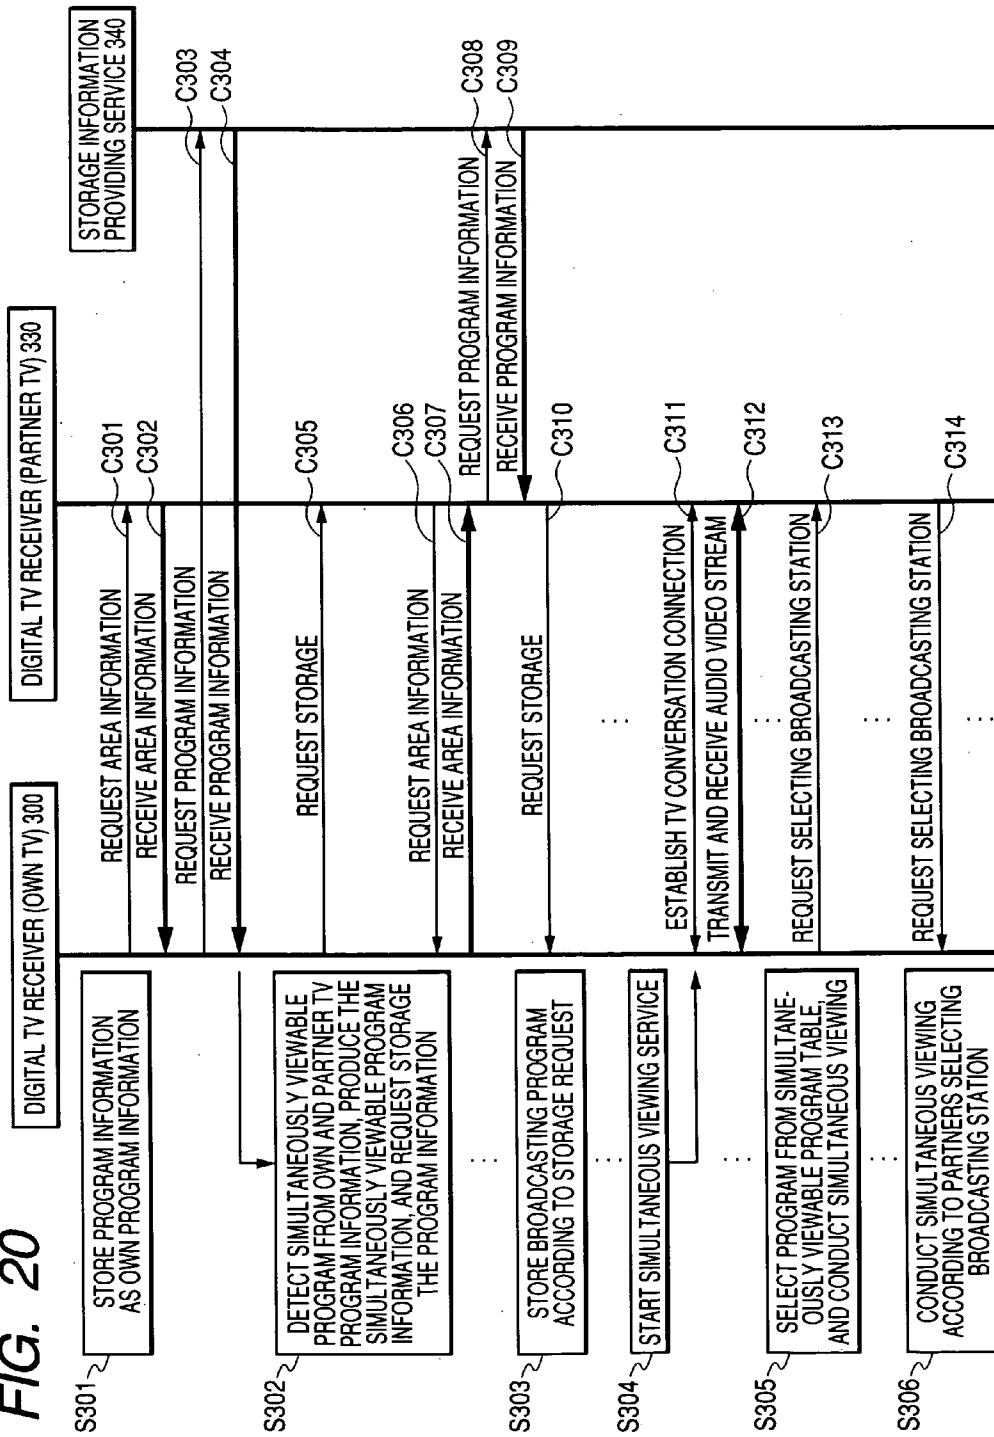 FIG. 20
DIGITAL TV RECEIVER (OWN TV) 300
DIGITAL TV RECEIVER (PARTNER TV) 330
STORAGE INFORMATION
PROVIDING SERVICE 340
S301
STORE PROGRAM INFORMATION
AS OWN PROGRAM INFORMATION
REQUEST AREA INFORMATION
C301
RECEIVE AREA INFORMATION
C302
REQUEST PROGRAM INFORMATION
C303
RECEIVE PROGRAM INFORMATION
C304
S302
DETECT SIMULTANEOUSLY VIEWABLE
PROGRAM FROM OWN AND PARTNER TV
PROGRAM INFORMATION, PRODUCE THE
SIMULTANEOUSLY VIEWABLE PROGRAM
INFORMATION, AND REQUEST STORAGE
THE PROGRAM INFORMATION
REQUEST STORAGE
C305
REQUEST AREA INFORMATION
C306
RECEIVE AREA INFORMATION
C307
REQUEST PROGRAM INFORMATION
C308
RECEIVE PROGRAM INFORMATION
C309
S303
STORE BROADCASTING PROGRAM
ACCORDING TO STORAGE REQUEST
REQUEST STORAGE
C310
S304
START SIMULTANEOUS VIEWING SERVICE
ESTABLISH TV CONVERSATION CONNECTION
C311
TRANSMIT AND RECEIVE AUDIO VIDEO STREAM
C312
S305
SELECT PROGRAM FROM SIMULTANE-
OUSLY VIEWABLE PROGRAM TABLE,
AND CONDUCT SIMULTANEOUS VIEWING
REQUEST SELECTING BROADCASTING STATION
C313
S306
CONDUCT SIMULTANEOUS VIEWING
ACCORDING TO PARTNERS SELECTING
BROADCASTING STATION
REQUEST SELECTING BROADCASTING STATION
C314